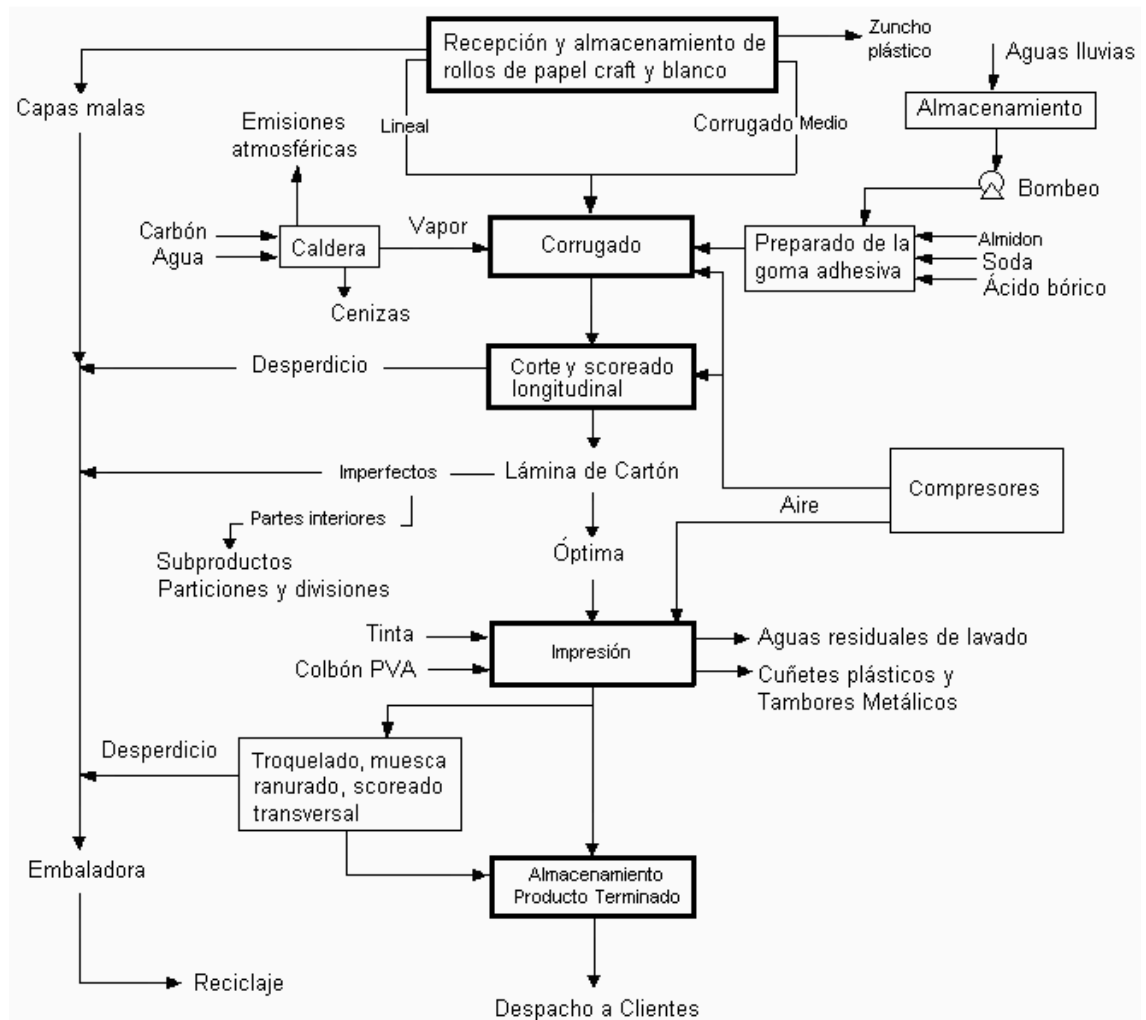 Recepción y almacenamiento de
rollos de papel craft y blanco
Zuncho
plástico
Aguas lluvias
Capas malas
Almacenamiento
Emisiones
atmosféricas
Lineal
Corrugado Medio
Bombeo
Carbón
Agua
Caldera
Vapor
Corrugado
Preparado de la
goma adhesiva
Almidon
Soda
Ácido bórico
Cenizas
Desperdicio
Corte y scoreado
longitudinal
Imperfectos
Lámina de Cartón
Compresores
Aire
Partes interiores
Subproductos
Particiones y divisiones
Óptima
Tinta
Colbón PVA
Impresión
Aguas residuales de lavado
Cuñetes plásticos y
Tambores Metálicos
Desperdicio
Troquelado, muesca
ranurado, scoreado
transversal
Embaladora
Almacenamiento
Producto Terminado
Reciclaje
Despacho a Clientes